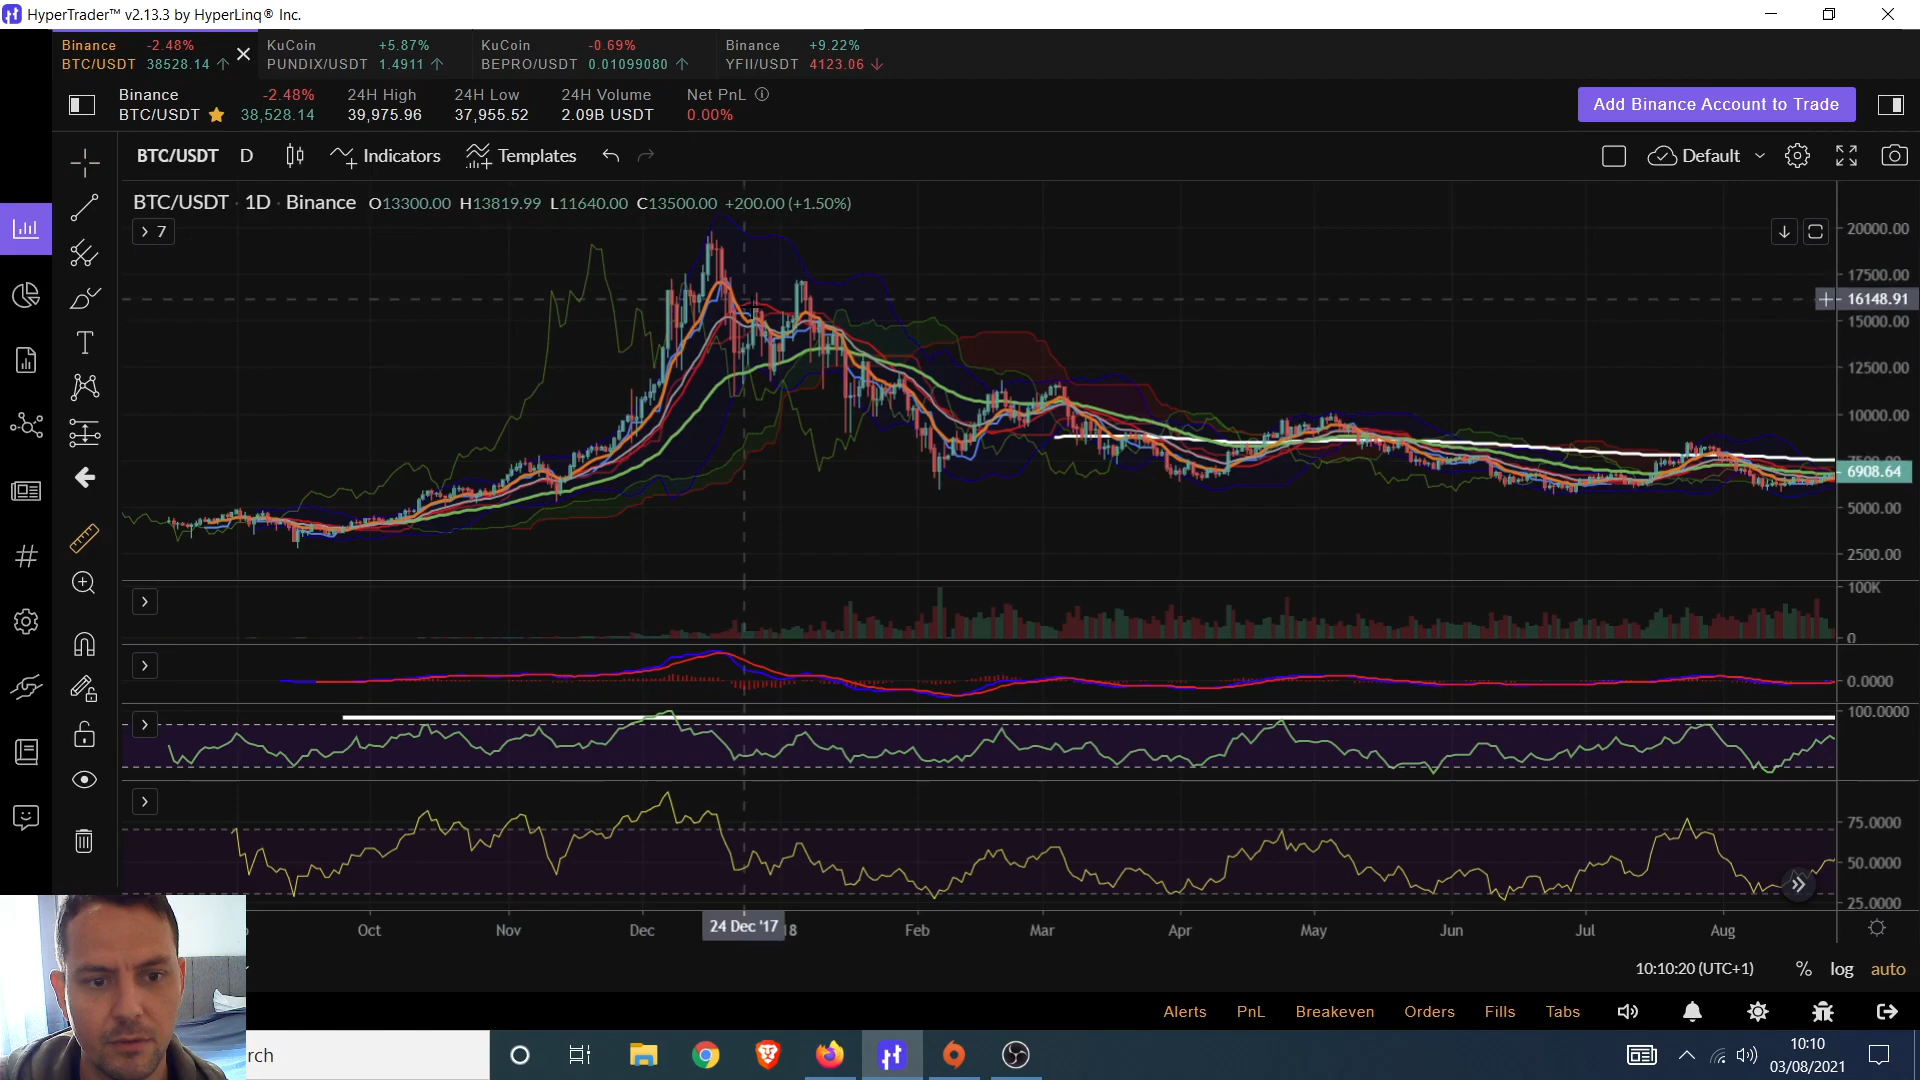 HyperTrader™ v2.13.3 by HyperLinq® Inc.
Binance -2.48%
BTC/USDT 38528.14
KuCoin +5.87%
PUNDIX/USDT 1.4911
KuCoin -0.69%
BEPRO/USDT 0.01099080
Binance +9.22%
YFII/USDT 4123.06
Binance -2.48%
BTC/USDT 38,528.14
24H High
39,975.96
24H Low
37,955.52
24H Volume
2.09B USDT
Net PnL
0.00%
Add Binance Account to Trade
BTC/USDT D Indicators Templates Default
BTC/USDT 1D Binance O13300.00 H13819.99 L11640.00 C13500.00 +200.00 (+1.50%)
7
20000.00
17500.00
16148.91
15000.00
12500.00
10000.00
6908.64
5000.00
2500.00
100K
0
0.0000
100.0000
75.0000
50.0000
25.0000
Oct Nov Dec 24 Dec '17 18 Feb Mar Apr May Jun Jul Aug
10:10:20 (UTC+1) % log auto
Alerts PnL Breakeven Orders Fills Tabs
rch
10:10
03/08/2021